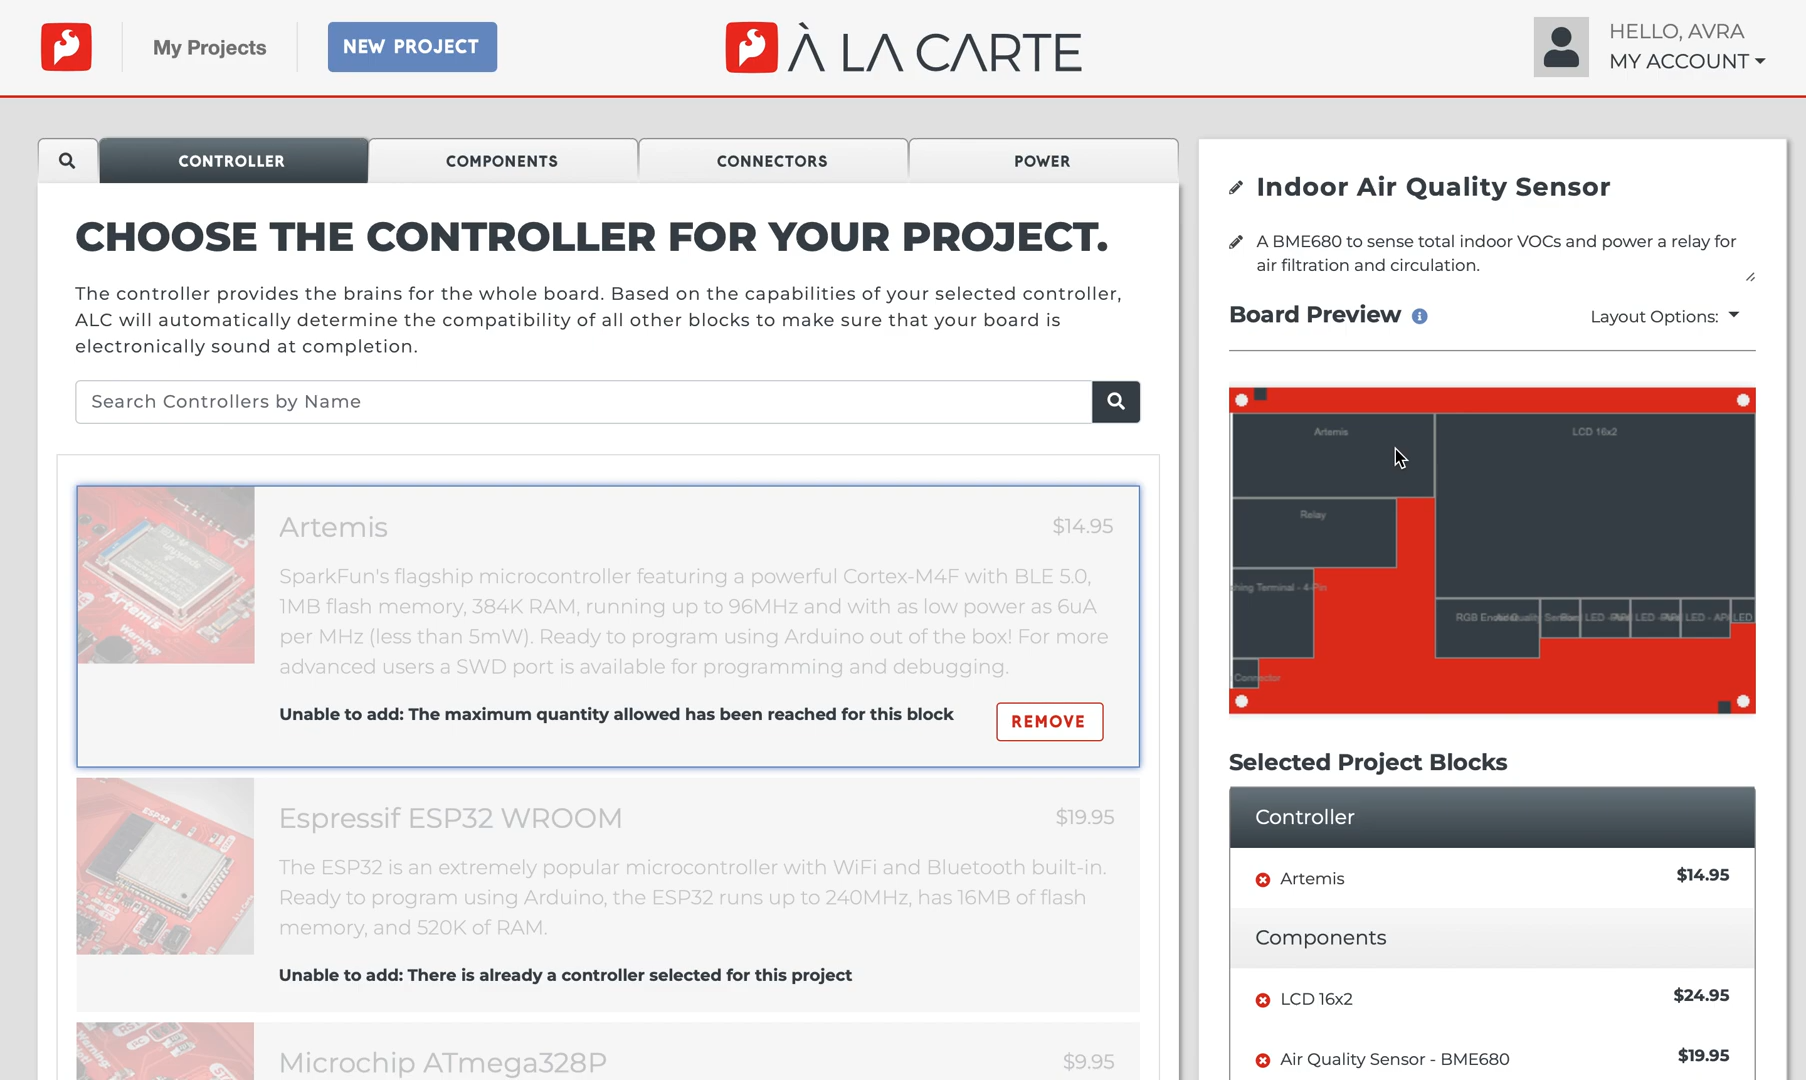 My Projects
NEW PROJECT
À LA CARTE
HELLO, AVRA
MY ACCOUNT
CONTROLLER
COMPONENTS
CONNECTORS
POWER
CHOOSE THE CONTROLLER FOR YOUR PROJECT.
The controller provides the brains for the whole board. Based on the capabilities of your selected controller,
ALC will automatically determine the compatibility of all other blocks to make sure that your board is
electronically sound at completion.
Search Controllers by Name
Artemis
$14.95
SparkFun's flagship microcontroller featuring a powerful Cortex-M4F with BLE 5.0,
1MB flash memory, 384K RAM, running up to 96MHz and with as low power as 6uA
per MHz (less than 5mW). Ready to program using Arduino out of the box! For more
advanced users a SWD port is available for programming and debugging.
Unable to add: The maximum quantity allowed has been reached for this block
REMOVE
Espressif ESP32 WROOM
$19.95
The ESP32 is an extremely popular microcontroller with WiFi and Bluetooth built-in.
Ready to program using Arduino, the ESP32 runs up to 240MHz, has 16MB of flash
memory, and 520K of RAM.
Unable to add: There is already a controller selected for this project
Microchip ATmega328P
$9.95
Indoor Air Quality Sensor
A BME680 to sense total indoor VOCs and power a relay for
air filtration and circulation.
Board Preview
Layout Options:
Artemis
LCD 16x2
Relay
Terminal - 4-Pin
RGB
LED
LED
LED
LED
Connector
Selected Project Blocks
Controller
Artemis
$14.95
Components
LCD 16x2
$24.95
Air Quality Sensor - BME680
$19.95